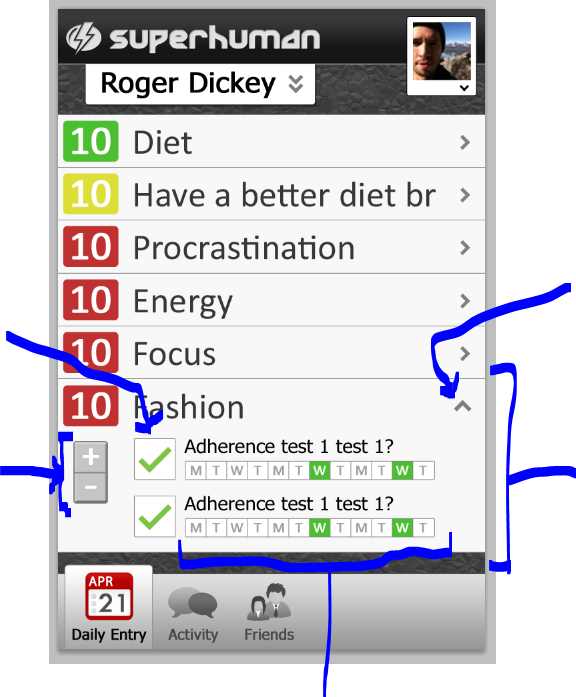 superhuman
Roger Dickey
10 Diet
10 Have a better diet br
10 Procrastination
10 Energy
10 Focus
10 Fashion
+
-
Adherence test 1 test 1?
M T W T M T W T M T W T
Adherence test 1 test 1?
M T W T M T W T M T W T
APR
21
Daily Entry
Activity
Friends